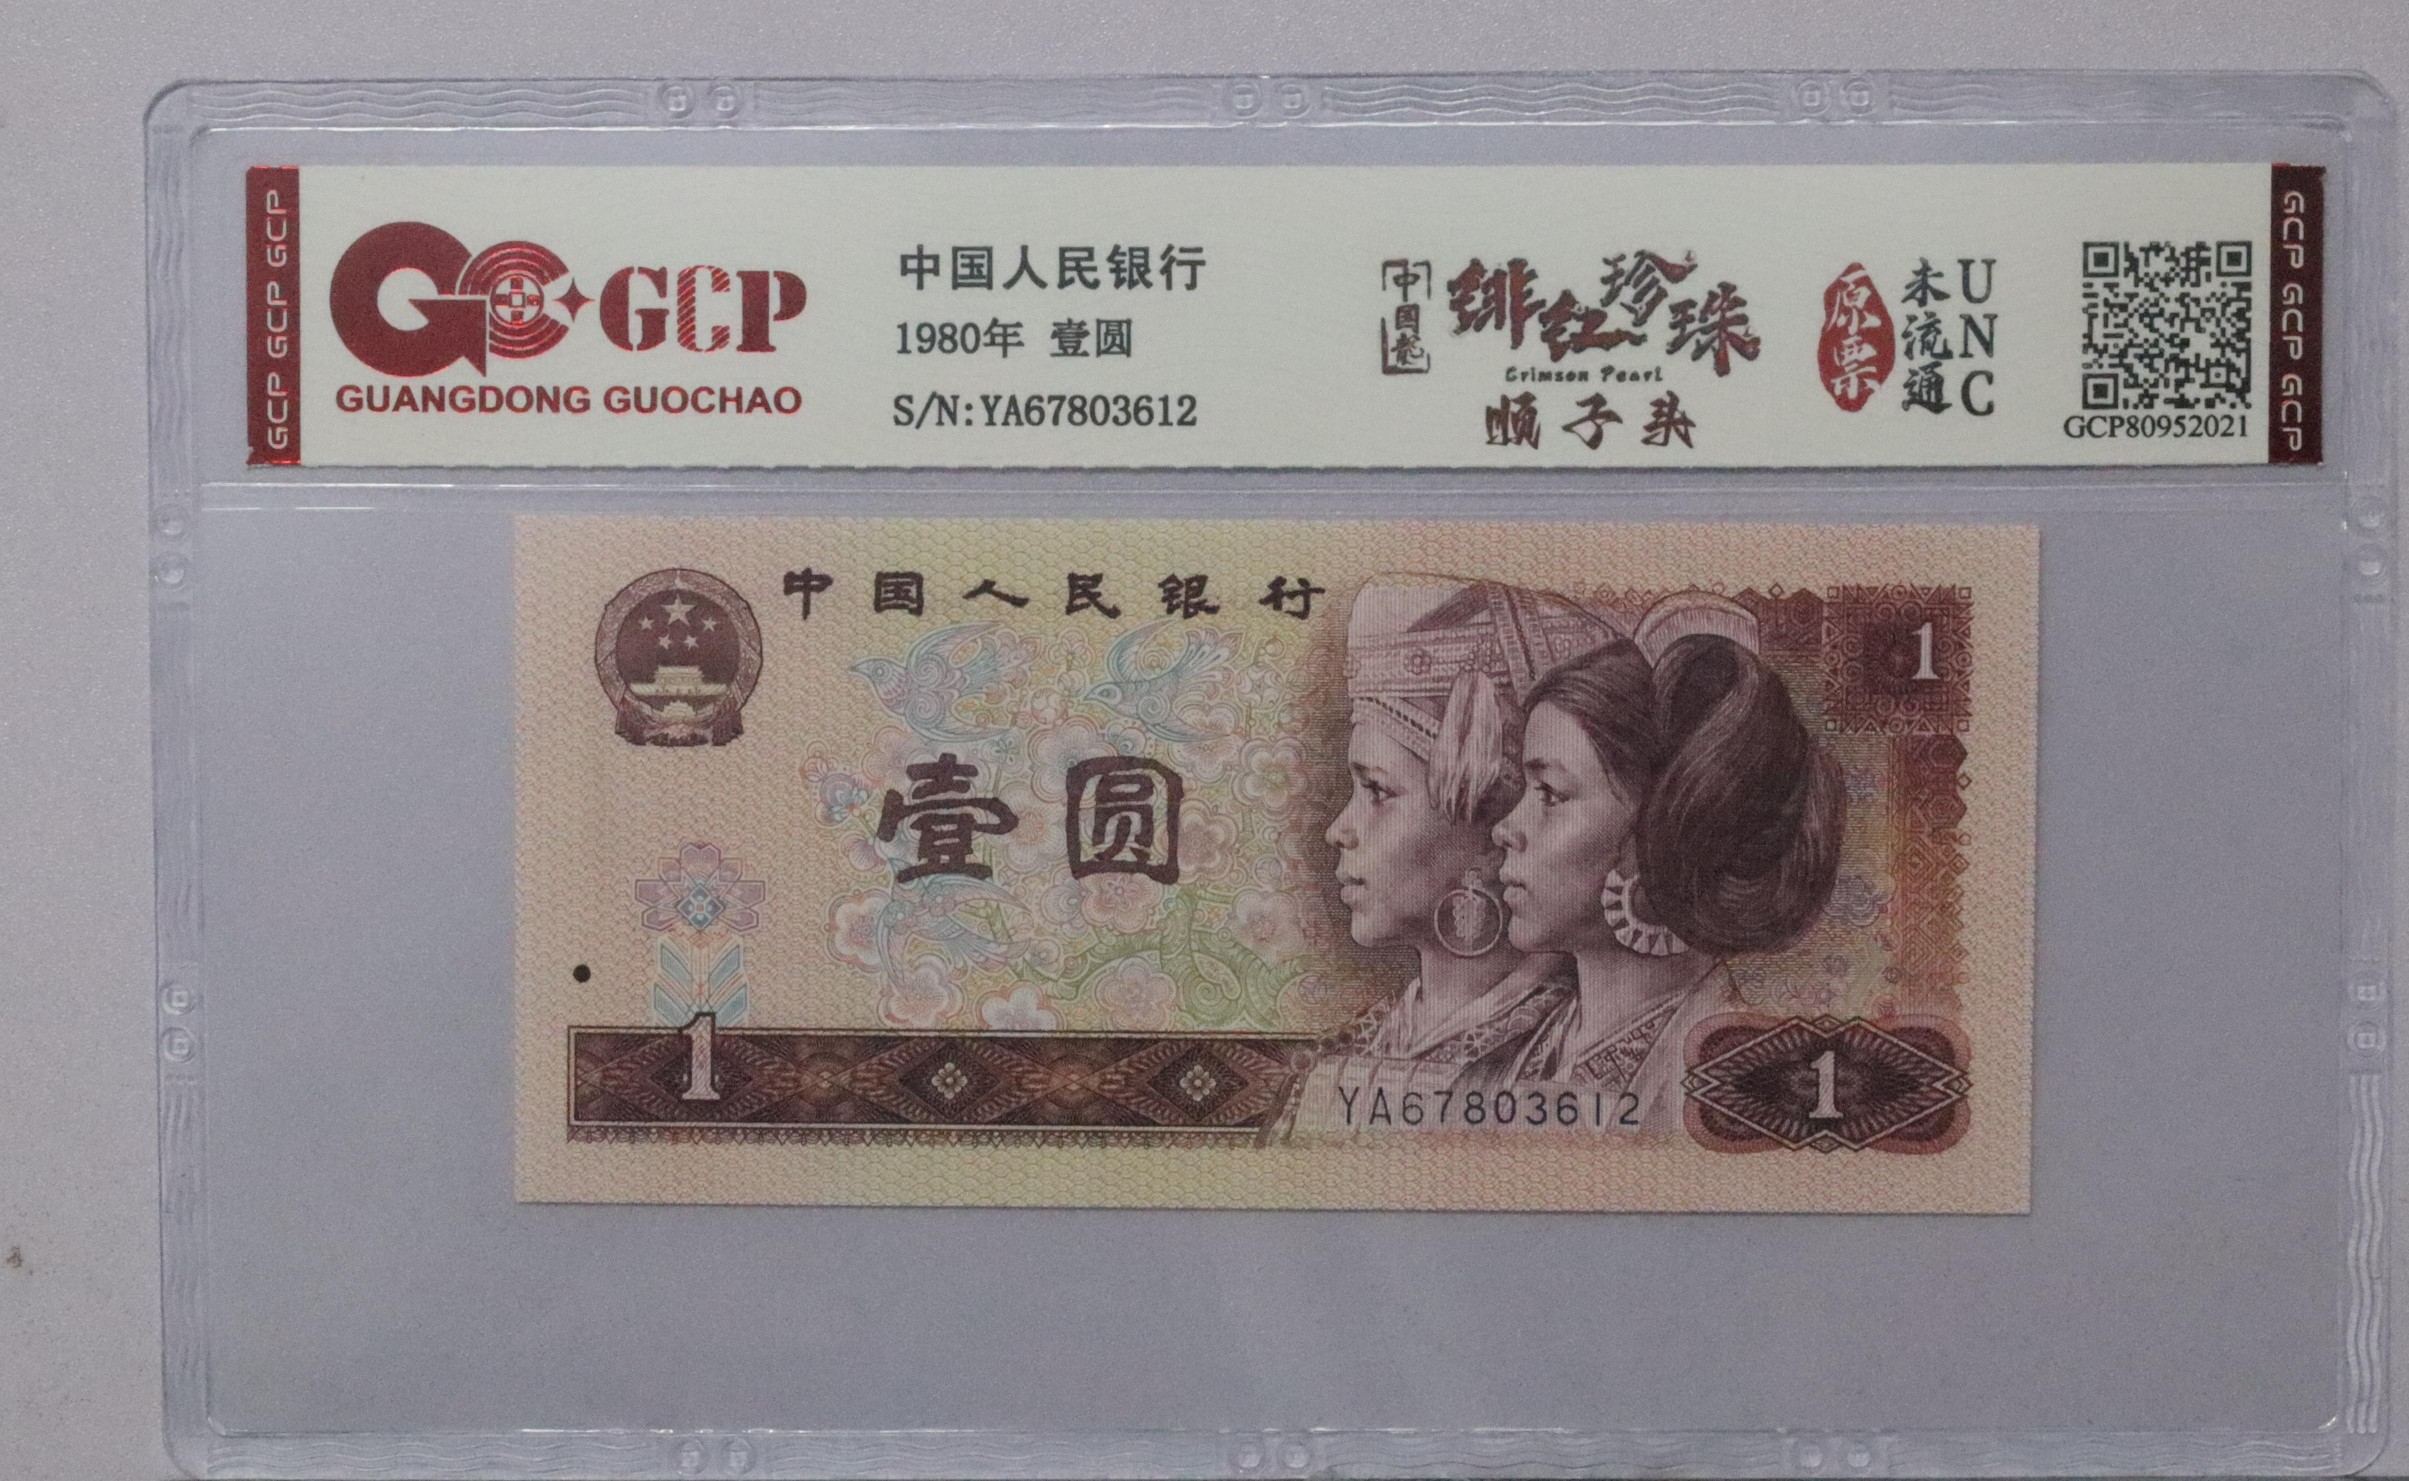 GCP GCP GCP
GCP
GUANGDONG GUOCHAO
中国人民银行
1980年 壹圆
S/N:YA67803612
中国龙
绯红珍珠
Crimson Pearl
顺子头
原票
未流通
UNC
GCP80952021
GCP GCP GCP
中国人民银行
1
壹圆
1
YA67803612
1